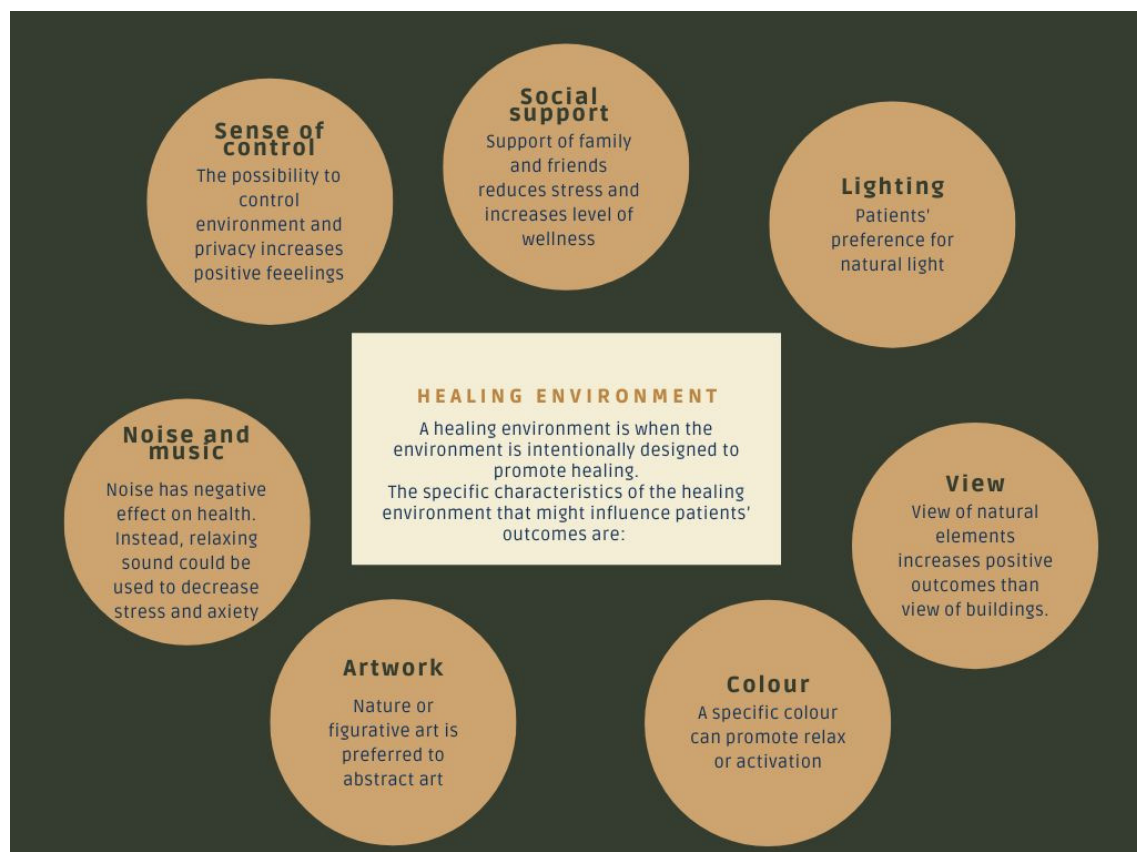 Social
support
Support of family
and friends
reduces stress and
increases level of
wellness
Sense of
control
The possibility to
control
environment and
privacy increases
positive feeelings
Lighting
Patients'
preference for
natural light
HEALING ENVIRONMENT
A healing environment is when the
environment is intentionally designed to
promote healing.
The specific characteristics of the healing
environment that might influence patients'
outcomes are:
Noise and
music
Noise has negative
effect on health.
Instead, relaxing
sound could be
used to decrease
stress and axiety
View
View of natural
elements
increases positive
outcomes than
view of buildings.
Artwork
Nature or
figurative art is
preferred to
abstract art
Colour
A specific colour
can promote relax
or activation